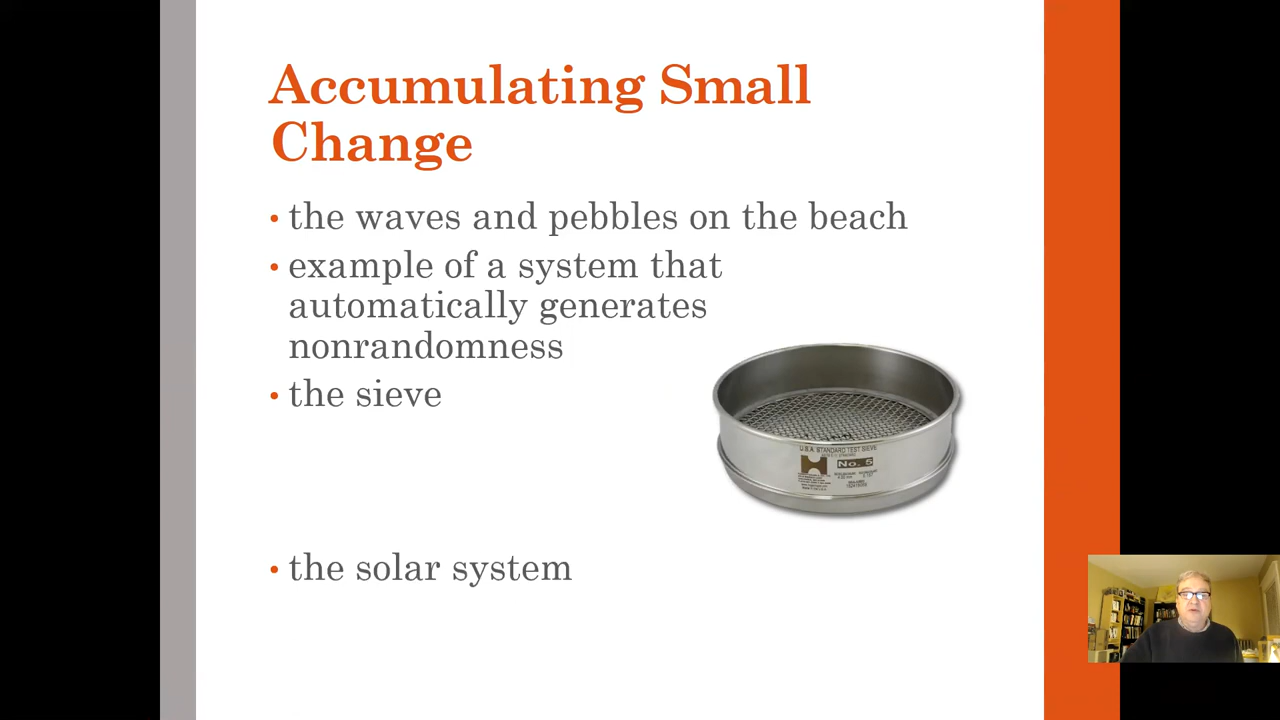 Accumulating Small
Change
• the waves and pebbles on the beach
• example of a system that
automatically generates
nonrandomness
• the sieve
U.S.A. STANDARD TEST SIEVE
No. 5
• the solar system